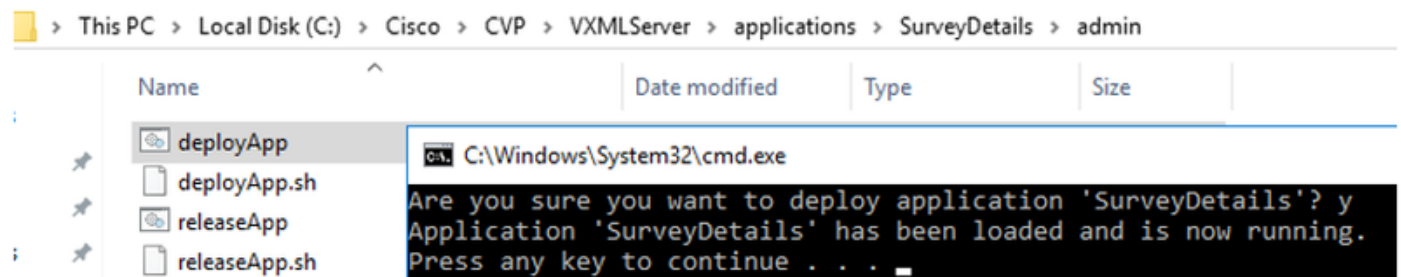 > This PC > Local Disk (C:) > Cisco > CVP > VXMLServer > applications > SurveyDetails > admin
Name Date modified Type Size
deployApp
deployApp.sh
releaseApp
releaseApp.sh
C:\Windows\System32\cmd.exe
Are you sure you want to deploy application 'SurveyDetails'? y
Application 'SurveyDetails' has been loaded and is now running.
Press any key to continue . . .